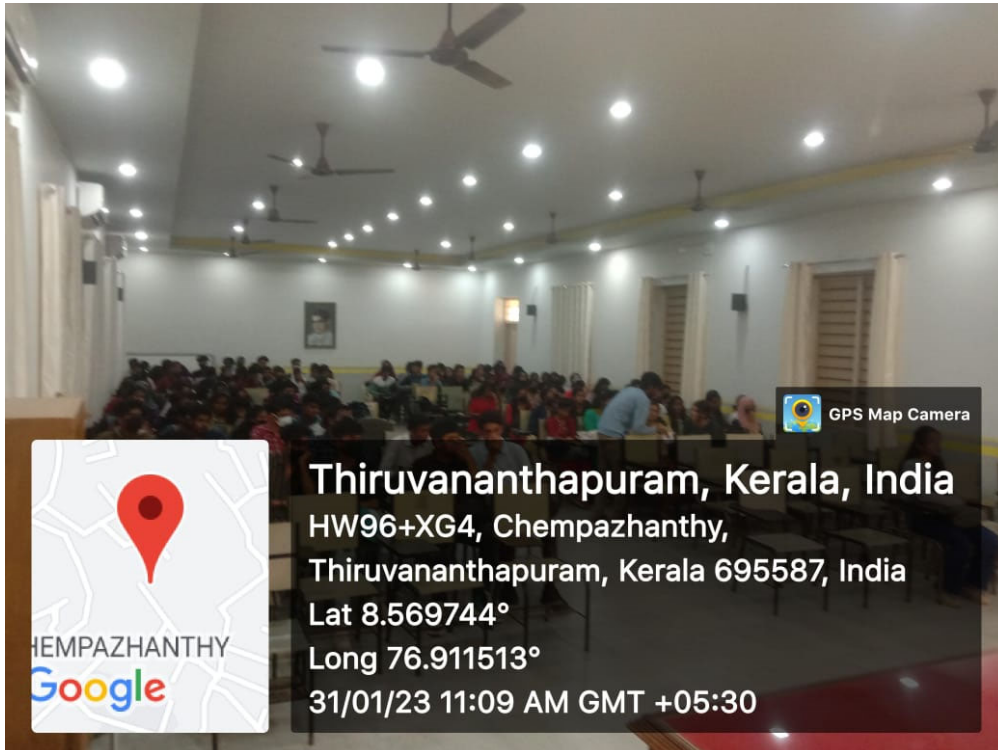 GPS Map Camera
Thiruvananthapuram, Kerala, India
HW96+XG4, Chempazhanthy,
Thiruvananthapuram, Kerala 695587, India
Lat 8.569744°
Long 76.911513°
31/01/23 11:09 AM GMT +05:30
HEMPAZHANTHY
Google